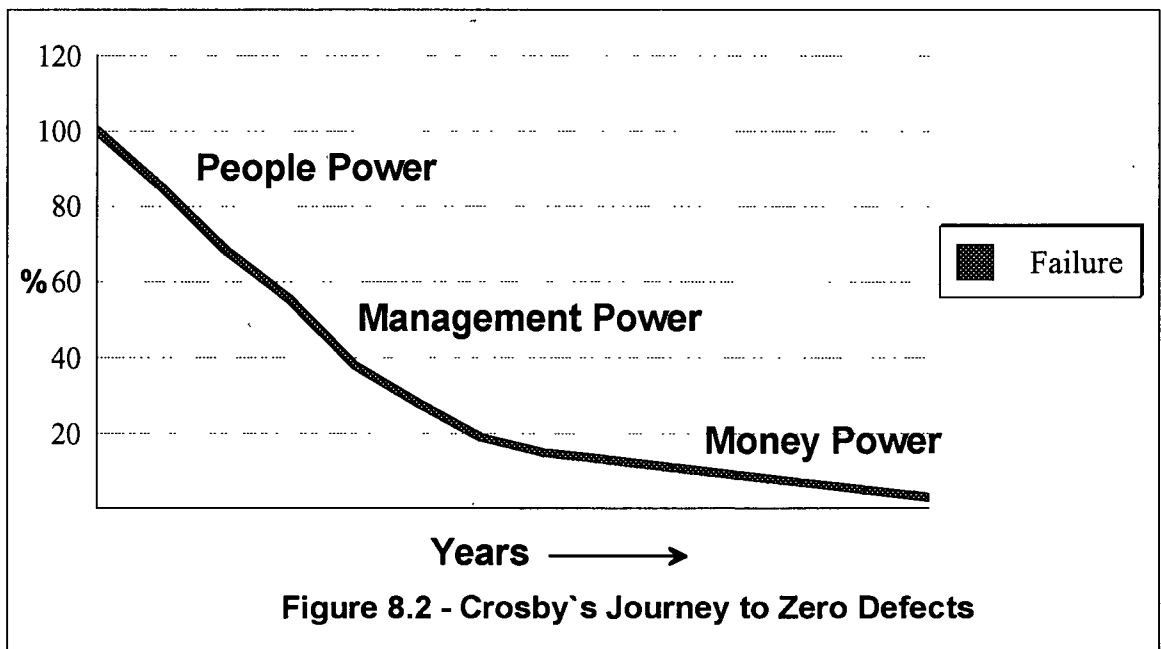 120
100
People Power
80
% 60
Failure
Management Power
40
20
Money Power
Years
Figure 8.2 - Crosby`s Journey to Zero Defects